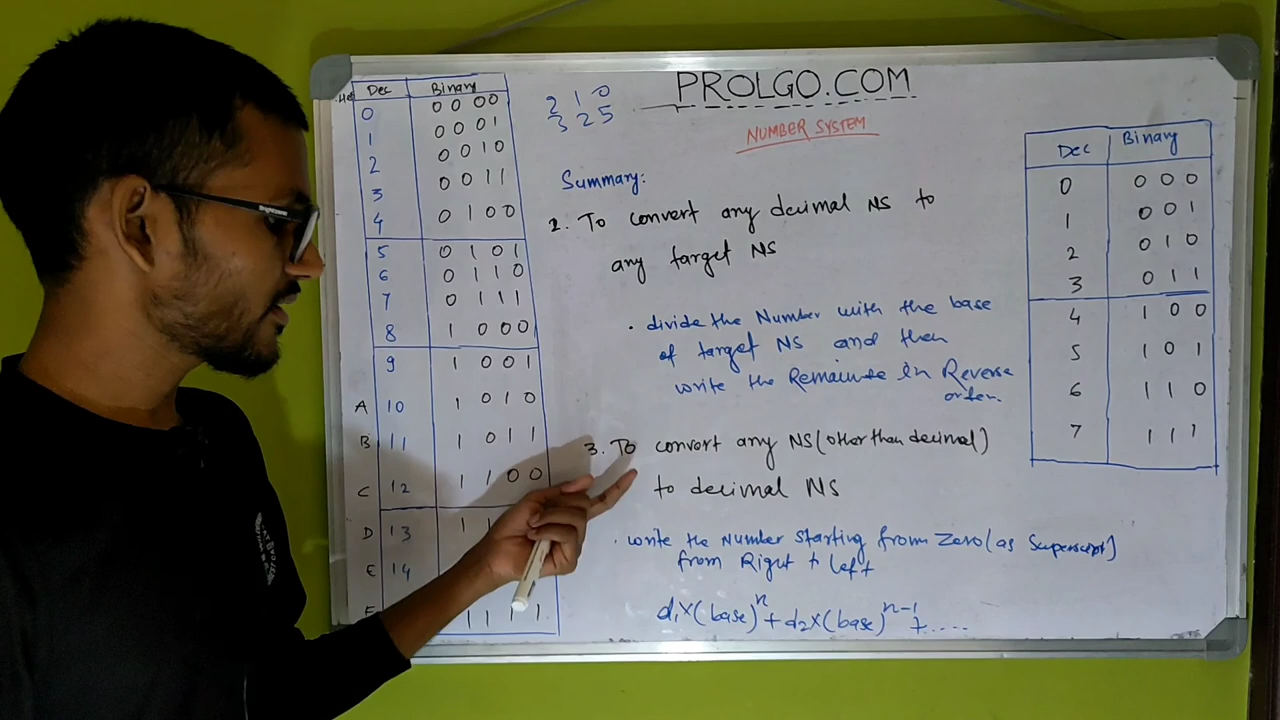 PROLGO.COM
NUMBER SYSTEM
2 1 0
3 2 5
Summary:
2. To convert any decimal NS to
any target NS
. divide the Number with the base
of target NS and then
write the in Reverse
order.
3. To convert any NS (other than decimal)
to decimal NS
. write the Number starting from Zero (as
from Right to left
d₁×(base)ⁿ+d₂×(base)ⁿ⁻¹+.....
Dec Binary
0 0000
1 0001
2 0010
3 0011
4 0100
5 0101
6 0110
7 0111
8 1000
9 1001
A 10 1010
B 11 1011
C 12 1100
D 13 11
E 14
1111
Dec Binary
0 000
1 001
2 010
3 011
4 100
5 101
6 110
7 111